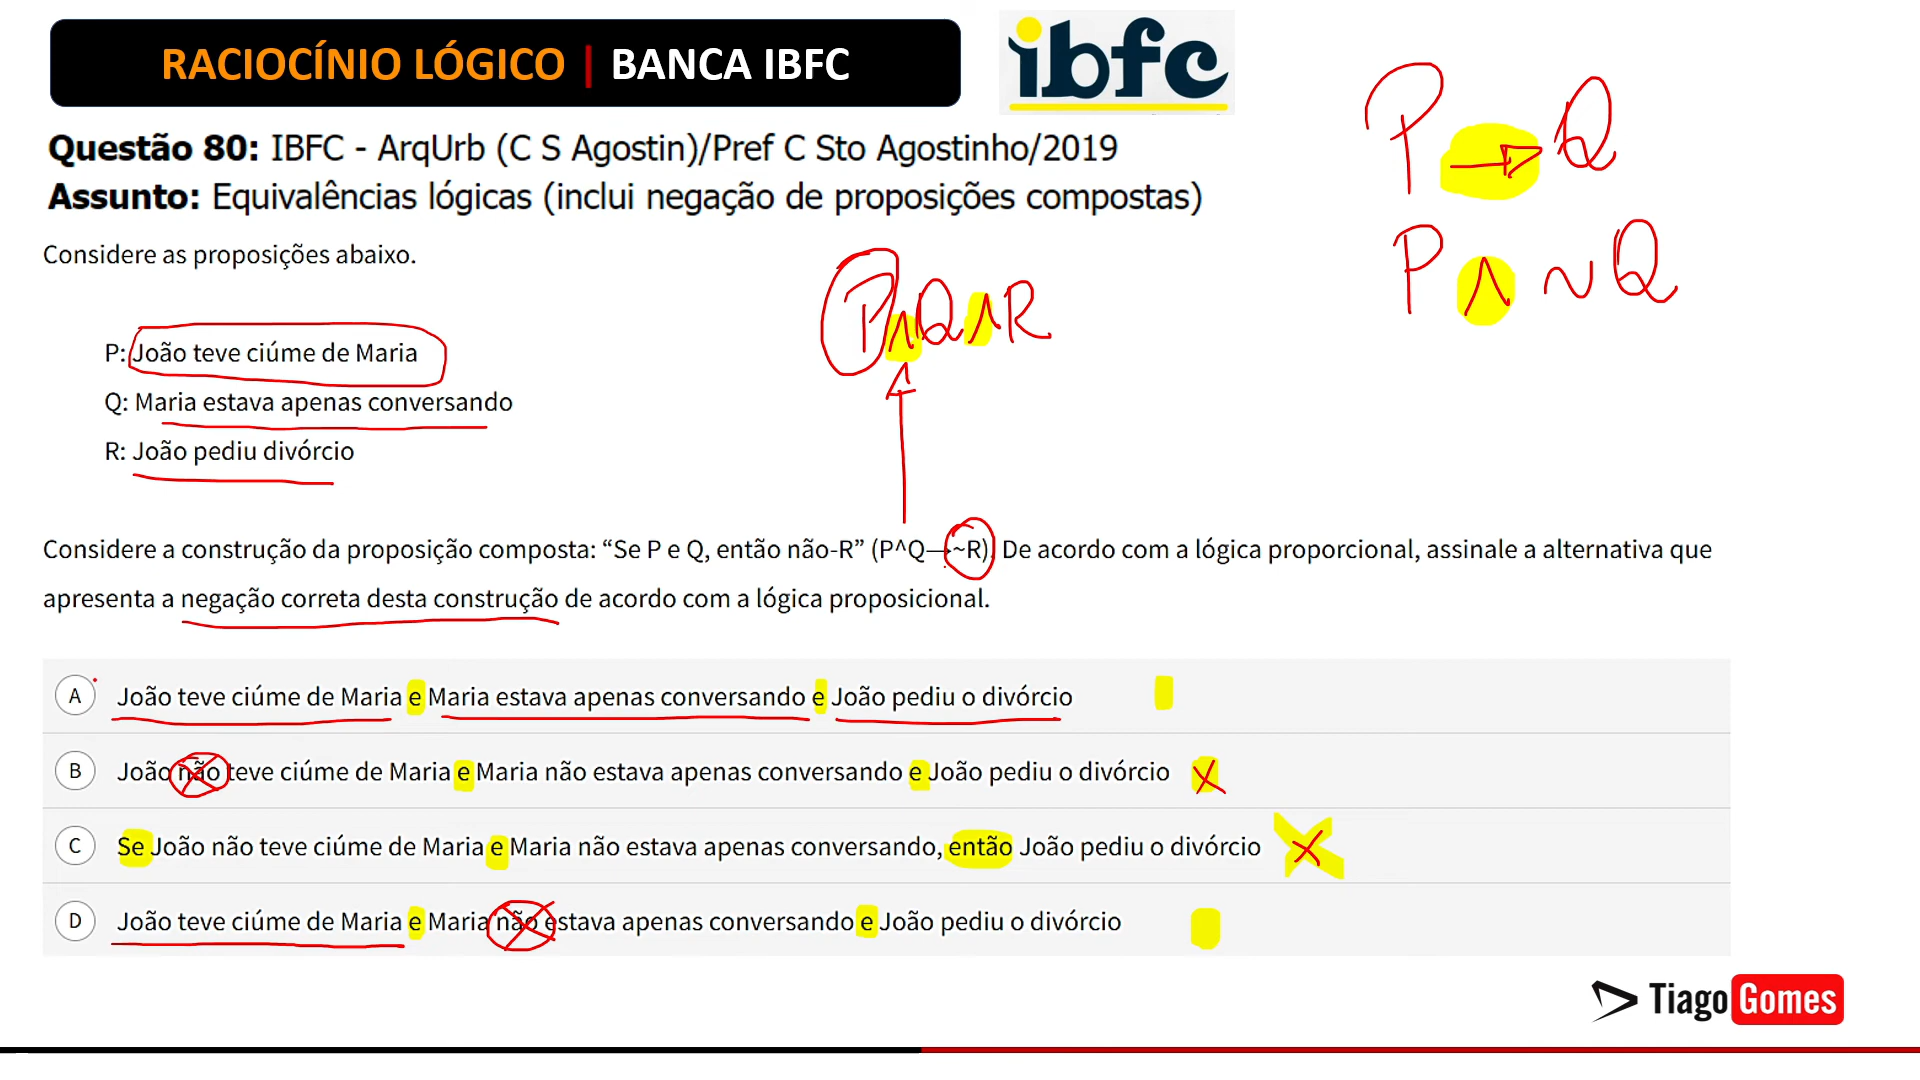 RACIOCÍNIO LÓGICO | BANCA IBFC
ibfc
Questão 80: IBFC - ArqUrb (C S Agostin)/Pref C Sto Agostinho/2019
Assunto: Equivalências lógicas (inclui negação de proposições compostas)
P → Q
P ∧ ~Q
Considere as proposições abaixo.
P∧Q∧R
P: João teve ciúme de Maria
Q: Maria estava apenas conversando
R: João pediu divórcio
Considere a construção da proposição composta: “Se P e Q, então não-R” (P^Q→~R). De acordo com a lógica proporcional, assinale a alternativa que
apresenta a negação correta desta construção de acordo com a lógica proposicional.
A João teve ciúme de Maria e Maria estava apenas conversando e João pediu o divórcio
B João não teve ciúme de Maria e Maria não estava apenas conversando e João pediu o divórcio
C Se João não teve ciúme de Maria e Maria não estava apenas conversando, então João pediu o divórcio
D João teve ciúme de Maria e Maria não estava apenas conversando e João pediu o divórcio
Tiago Gomes